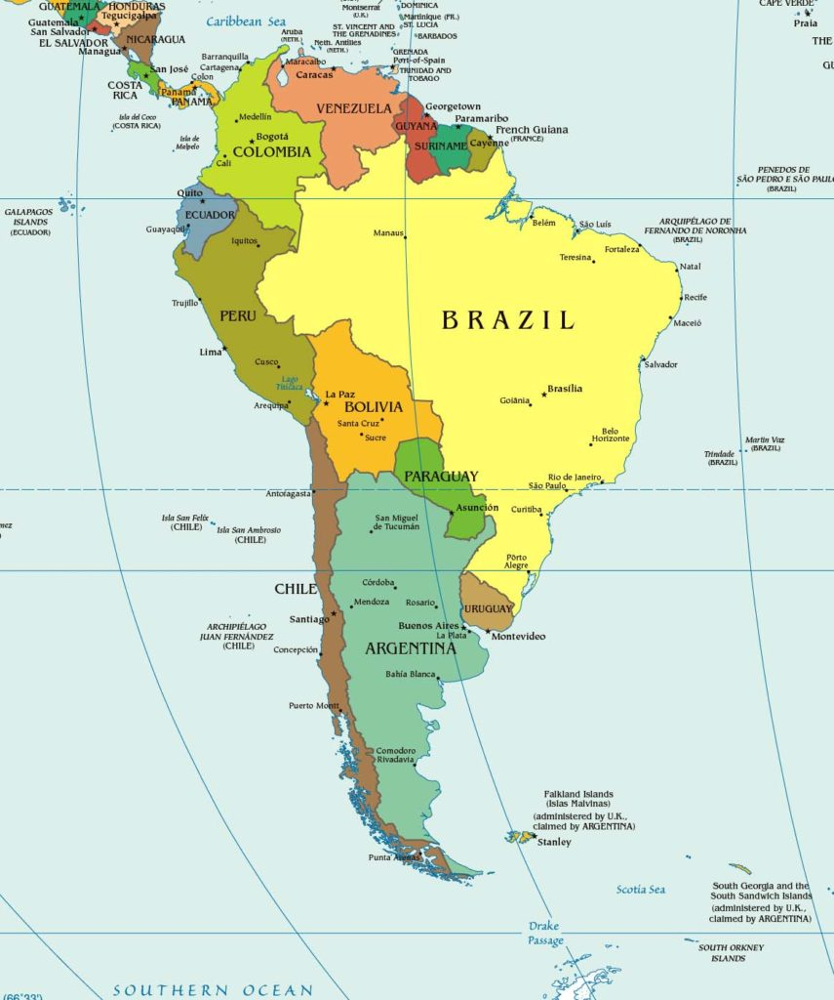 GUATEMALA
HONDURAS
Tegucigalpa
Guatemala
San Salvador
EL SALVADOR
NICARAGUA
Managua
San José
Colon
COSTA
RICA
Panama
PANAMA
Isla del Coco
(COSTA RICA)
Isla de
Malpelo
Caribbean Sea
Montserrat
(U.K.)
DOMINICA
Martinique (FR.)
ST. LUCIA
ST. VINCENT AND
THE GRENADINES
BARBADOS
Aruba
(NETH.)
Neth. Antilles
(NETH.)
GRENADA
Port-of-Spain
TRINIDAD AND
TOBAGO
CAPE VERDE
Praia
THE
Barranquilla
Cartagena
Maracaibo
Caracas
VENEZUELA
Georgetown
Paramaribo
GUYANA
SURINAME
French Guiana
(FRANCE)
Cayenne
Medellín
Bogotá
COLOMBIA
Cali
Quito
ECUADOR
Guayaquil
GALAPAGOS
ISLANDS
(ECUADOR)
PENEDOS DE
SÃO PEDRO E SÃO PAULO
(BRAZIL)
ARQUIPÉLAGO DE
FERNANDO DE NORONHA
(BRAZIL)
Iquitos
Manaus
Belém
São Luís
Teresina
Fortaleza
Natal
Recife
Maceió
Salvador
Trujillo
PERU
BRAZIL
Lima
Cusco
Lago
Titicaca
Arequipa
La Paz
BOLIVIA
Santa Cruz
Sucre
Brasília
Goiânia
Belo
Horizonte
Martin Vaz
(BRAZIL)
Trindade
(BRAZIL)
PARAGUAY
Rio de Janeiro
São Paulo
Antofagasta
Asunción
Curitiba
San Miguel
de Tucumán
Isla San Felix
(CHILE)
Isla San Ambrosio
(CHILE)
Pôrto
Alegre
CHILE
Córdoba
Mendoza
Rosario
URUGUAY
Santiago
Buenos Aires
La Plata
Montevideo
ARCHIPIÉLAGO
JUAN FERNÁNDEZ
(CHILE)
Concepción
ARGENTINA
Bahía Blanca
Puerto Montt
Comodoro
Rivadavia
Falkland Islands
(Islas Malvinas)
(administered by U.K.,
claimed by ARGENTINA)
Stanley
Punta Arenas
Scotia Sea
South Georgia and the
South Sandwich Islands
(administered by U.K.,
claimed by ARGENTINA)
Drake
Passage
SOUTH ORKNEY
ISLANDS
SOUTHERN OCEAN
(66°33')